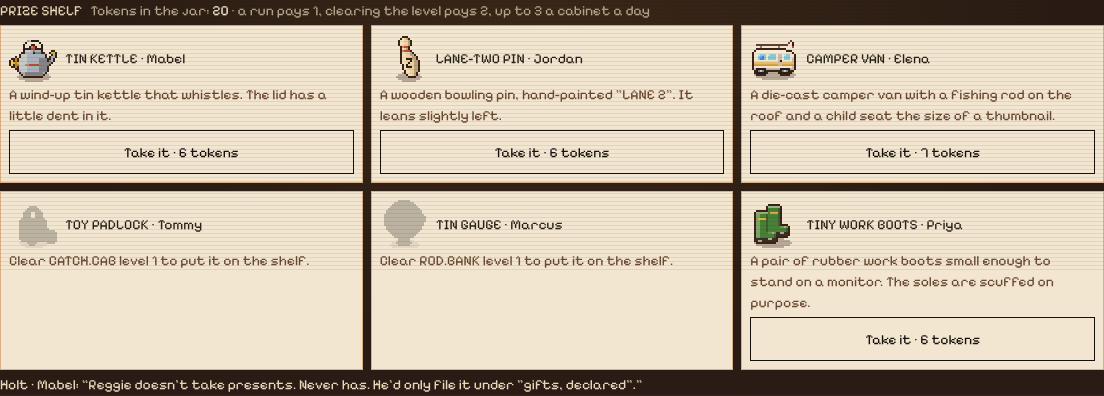 PRIZE SHELF Tokens in the jar: 20 · a run pays 1, clearing the level pays 2, up to 3 a cabinet a day
TIN KETTLE · Mabel
A wind-up tin kettle that whistles. The lid has a
little dent in it.
Take it · 6 tokens
LANE-TWO PIN · Jordan
A wooden bowling pin, hand-painted "LANE 2". It
leans slightly left.
Take it · 6 tokens
CAMPER VAN · Elena
A die-cast camper van with a fishing rod on the
roof and a child seat the size of a thumbnail.
Take it · 7 tokens
TOY PADLOCK · Tommy
Clear CATCH.CAB level 1 to put it on the shelf.
TIN GAUGE · Marcus
Clear ROD.BANK level 1 to put it on the shelf.
TINY WORK BOOTS · Priya
A pair of rubber work boots small enough to
stand on a monitor. The soles are scuffed on
purpose.
Take it · 6 tokens
Holt · Mabel: "Reggie doesn't take presents. Never has. He'd only file it under "gifts, declared"."